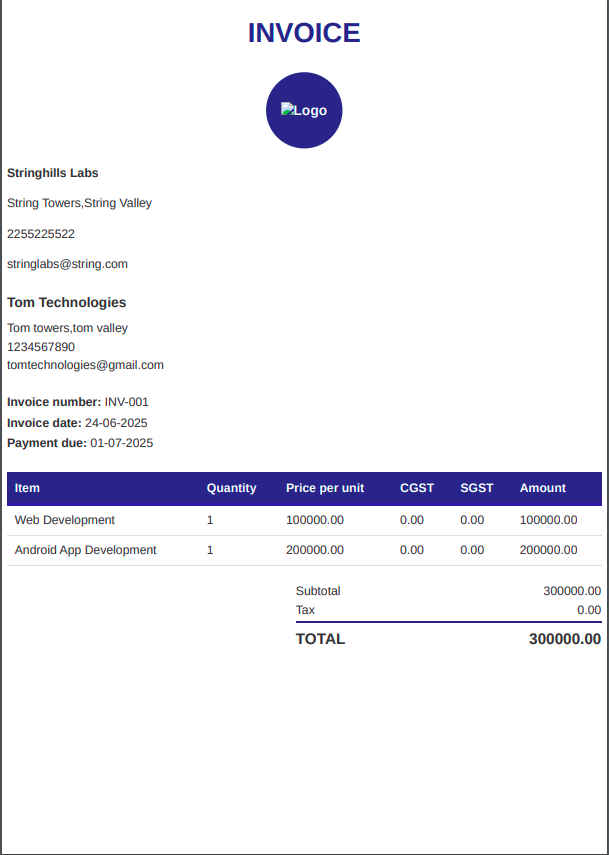 INVOICE
Logo
Stringhills Labs
String Towers,String Valley
2255225522
stringlabs@string.com
Tom Technologies
Tom towers,tom valley
1234567890
tomtechnologies@gmail.com
Invoice number: INV-001
Invoice date: 24-06-2025
Payment due: 01-07-2025
Item Quantity Price per unit CGST SGST Amount
Web Development 1 100000.00 0.00 0.00 100000.00
Android App Development 1 200000.00 0.00 0.00 200000.00
Subtotal 300000.00
Tax 0.00
TOTAL 300000.00